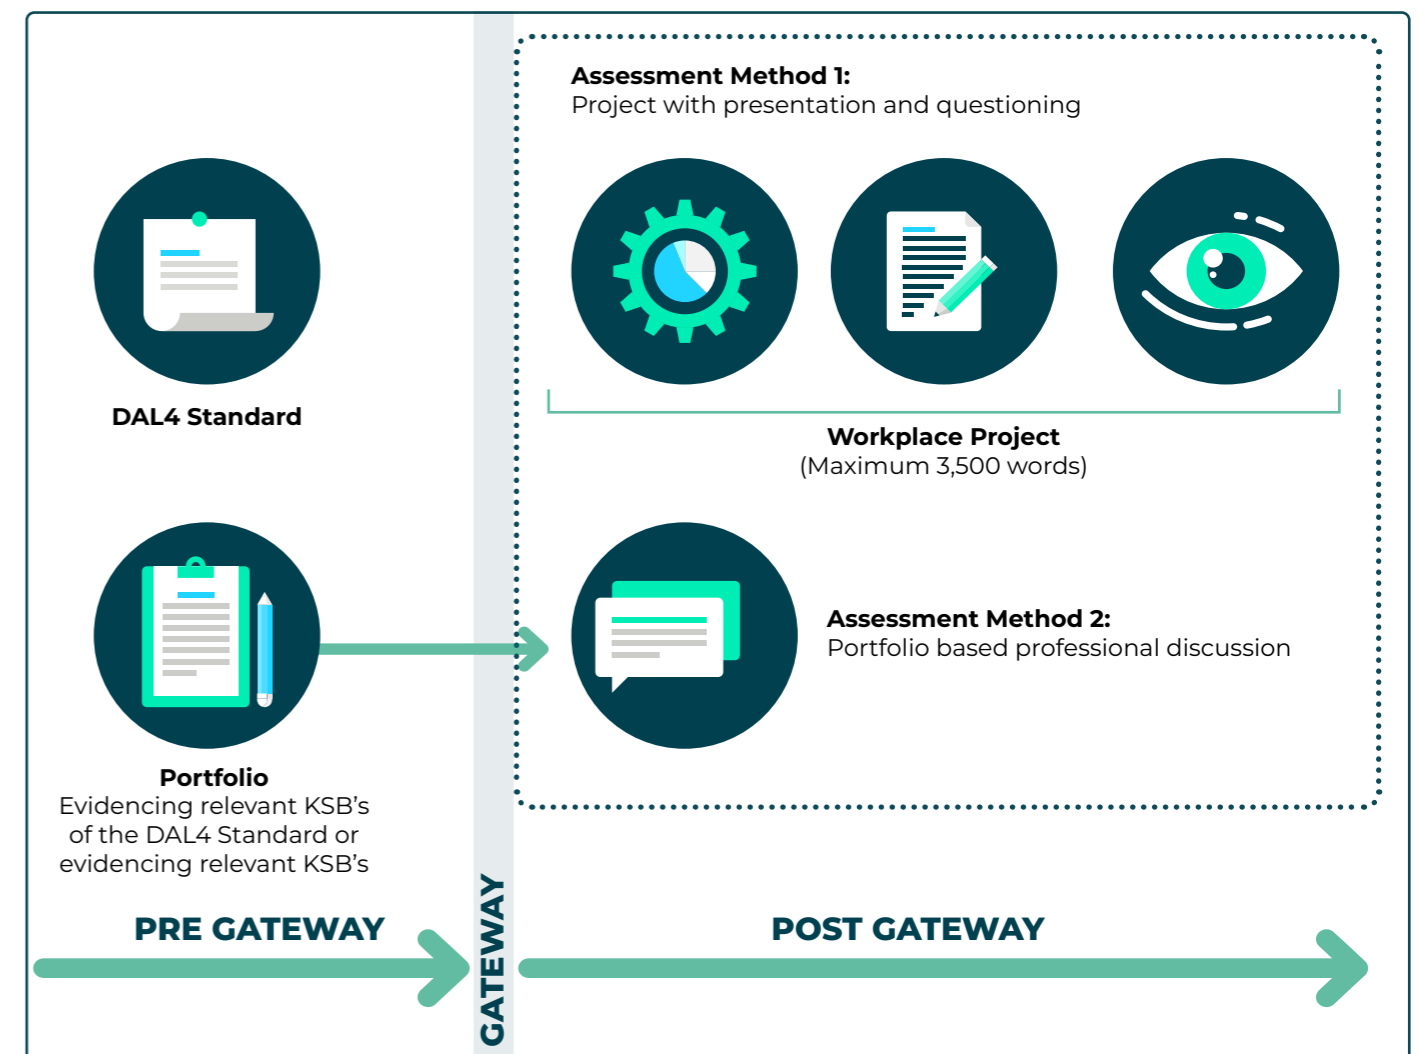 Assessment Method 1:
Project with presentation and questioning
DAL4 Standard
Workplace Project
(Maximum 3,500 words)
Assessment Method 2:
Portfolio based professional discussion
Portfolio
Evidencing relevant KSB’s
of the DAL4 Standard or
evidencing relevant KSB’s
PRE GATEWAY
GATEWAY
POST GATEWAY